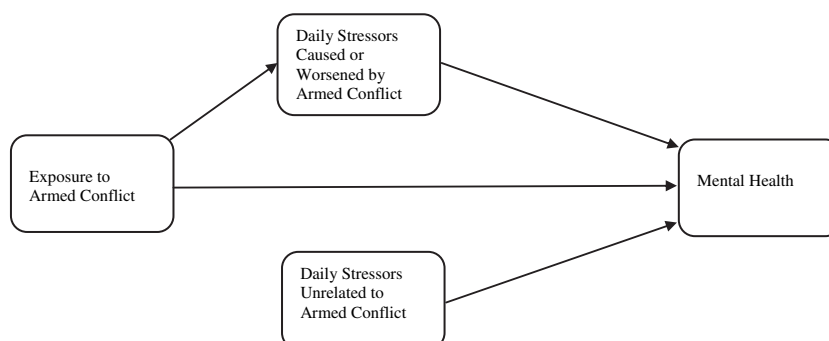 Daily Stressors
Caused or
Worsened by
Armed Conflict
Exposure to
Armed Conflict
Mental Health
Daily Stressors
Unrelated to
Armed Conflict